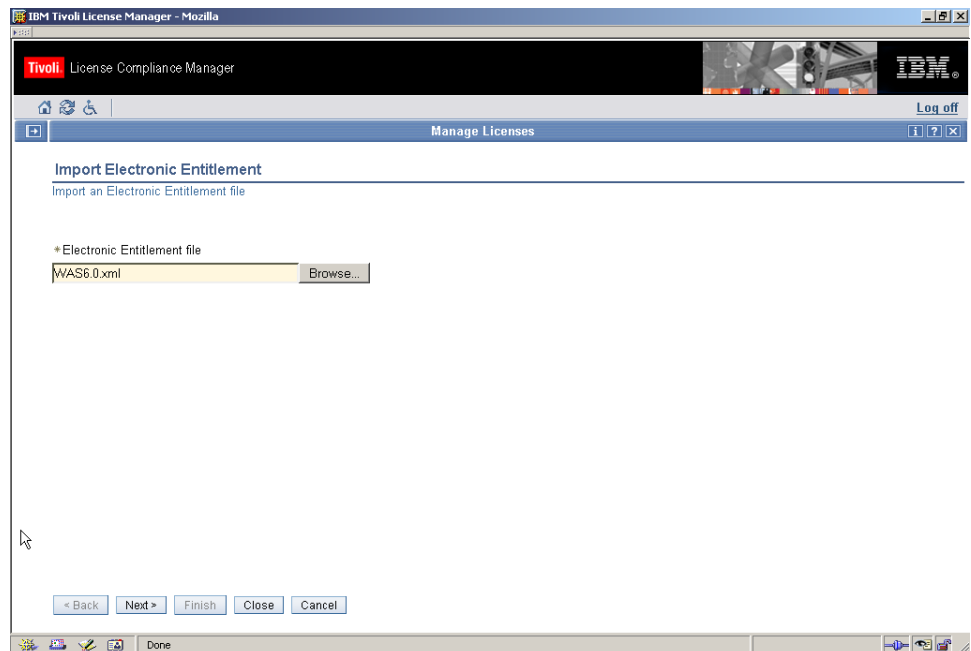 IBM Tivoli License Manager - Mozilla
Tivoli. License Compliance Manager
IBM®
Log off
Manage Licenses
i ? X
Import Electronic Entitlement
Import an Electronic Entitlement file
*Electronic Entitlement file
WAS6.0.xml Browse...
< Back Next > Finish Close Cancel
Done